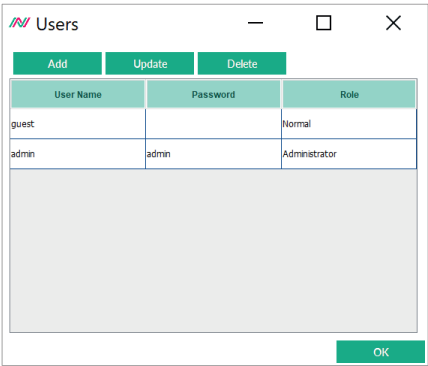 Users
Add Update Delete
User Name Password Role
guest Normal
admin admin Administrator
OK